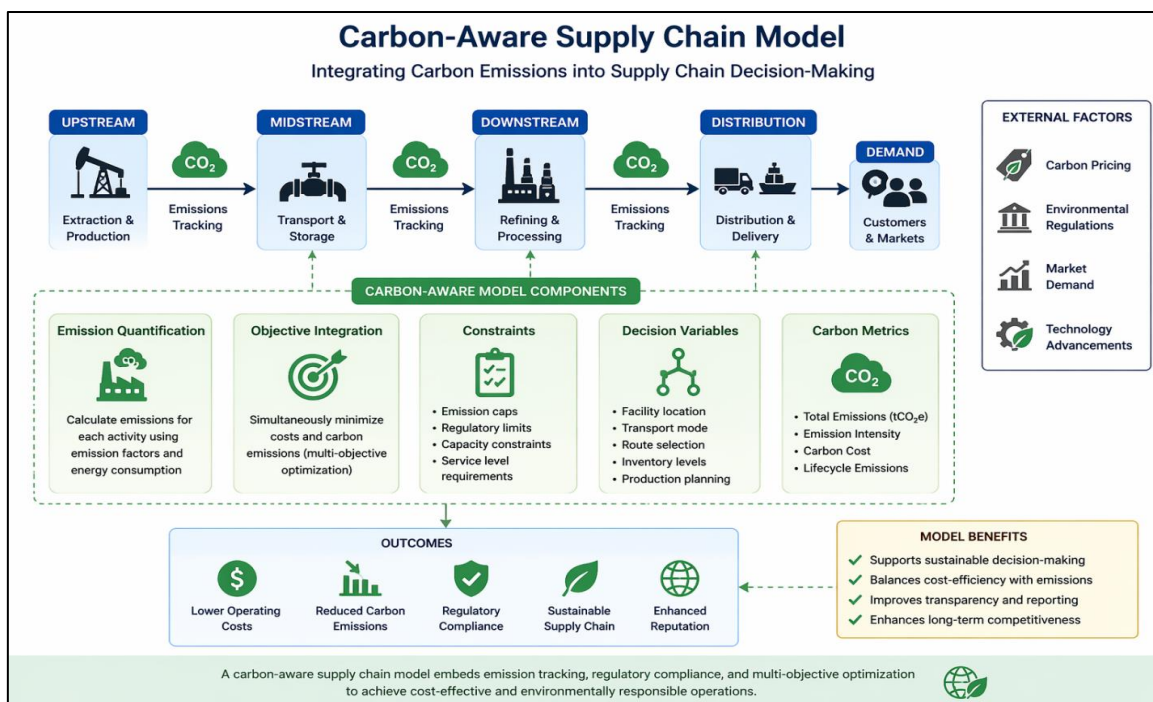 Carbon-Aware Supply Chain Model
Integrating Carbon Emissions into Supply Chain Decision-Making
UPSTREAM
Extraction &
Production
CO₂
Emissions
Tracking
MIDSTREAM
Transport &
Storage
CO₂
Emissions
Tracking
DOWNSTREAM
Refining &
Processing
CO₂
Emissions
Tracking
DISTRIBUTION
Distribution &
Delivery
DEMAND
Customers
& Markets
EXTERNAL FACTORS
Carbon Pricing
Environmental
Regulations
Market
Demand
Technology
Advancements
CARBON-AWARE MODEL COMPONENTS
Emission Quantification
CO₂
Calculate emissions for
each activity using
emission factors and
energy consumption
Objective Integration
Simultaneously minimize
costs and carbon
emissions (multi-objective
optimization)
Constraints
• Emission caps
• Regulatory limits
• Capacity constraints
• Service level
requirements
Decision Variables
• Facility location
• Transport mode
• Route selection
• Inventory levels
• Production planning
Carbon Metrics
CO₂
• Total Emissions (tCO₂e)
• Emission Intensity
• Carbon Cost
• Lifecycle Emissions
OUTCOMES
$
Lower Operating
Costs
Reduced Carbon
Emissions
Regulatory
Compliance
Sustainable
Supply Chain
Enhanced
Reputation
MODEL BENEFITS
✓ Supports sustainable decision-making
✓ Balances cost-efficiency with emissions
✓ Improves transparency and reporting
✓ Enhances long-term competitiveness
A carbon-aware supply chain model embeds emission tracking, regulatory compliance, and multi-objective optimization
to achieve cost-effective and environmentally responsible operations.